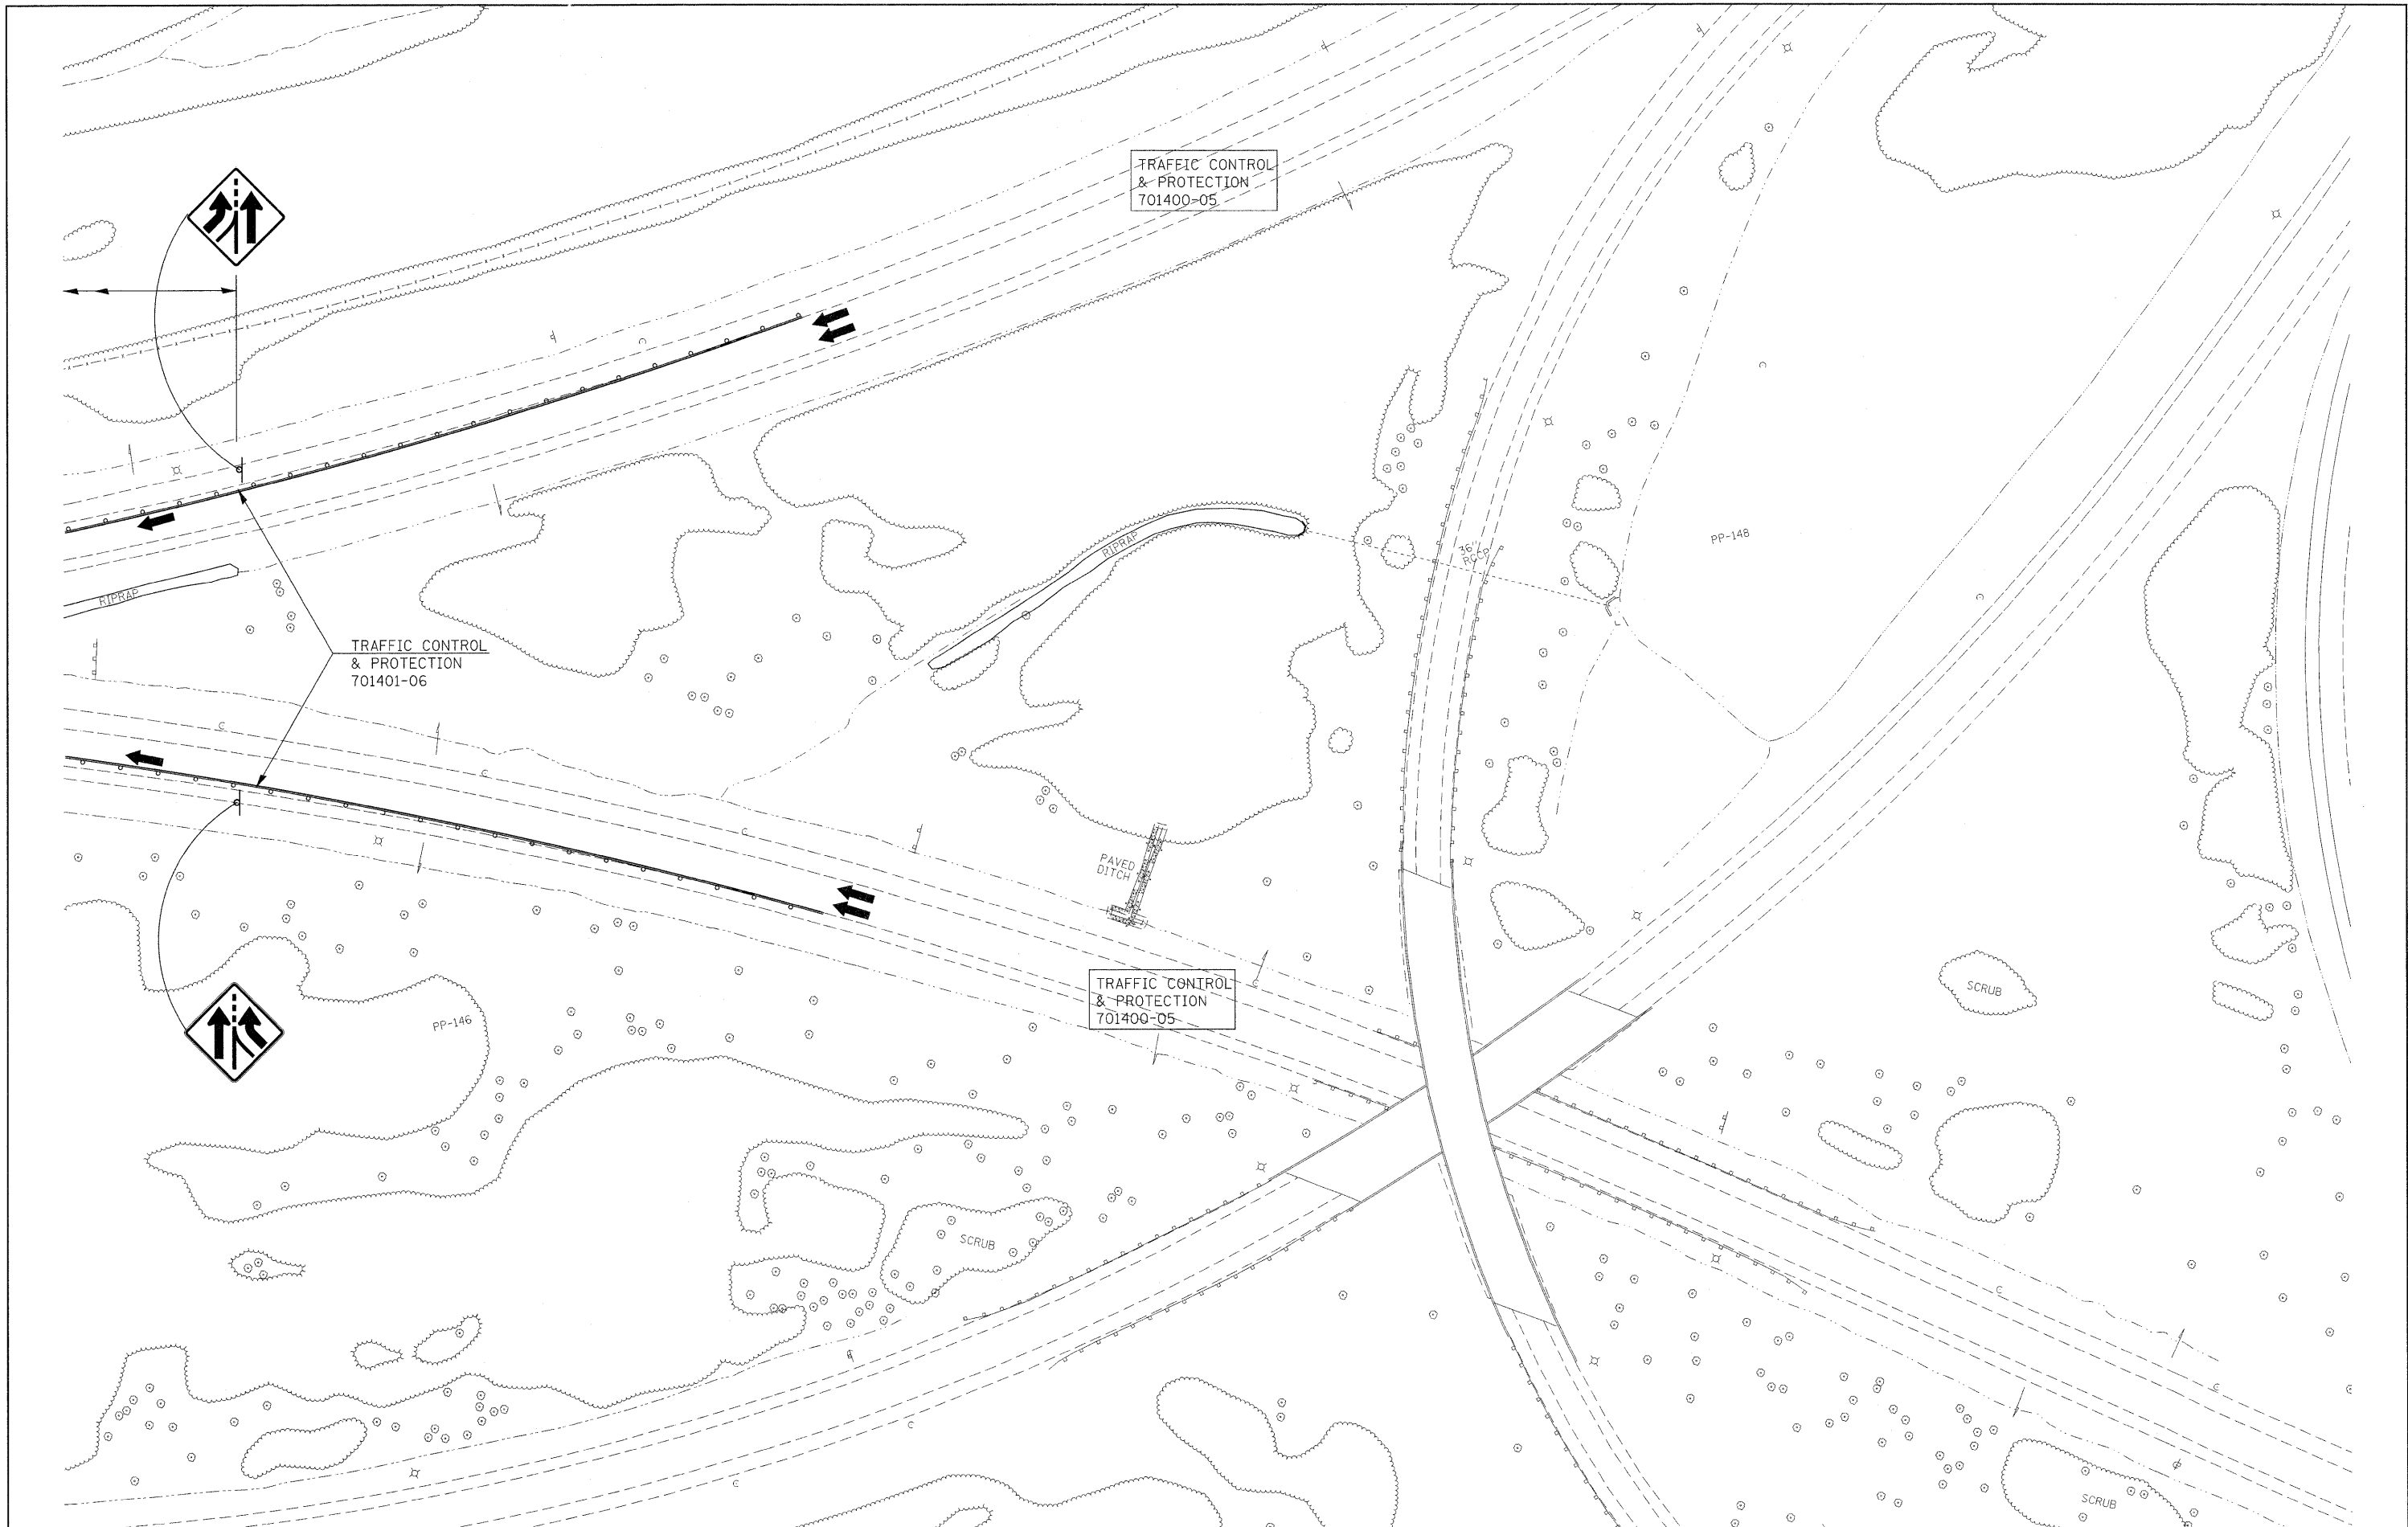 TRAFFIC CONTROL
& PROTECTION
701400-05
36"
RCCP
PP-148
RIPRAP
RIPRAP
TRAFFIC CONTROL
& PROTECTION
701401-06
PAVED
DITCH
TRAFFIC CONTROL
& PROTECTION
701400-05
SCRUB
PP-146
SCRUB
SCRUB